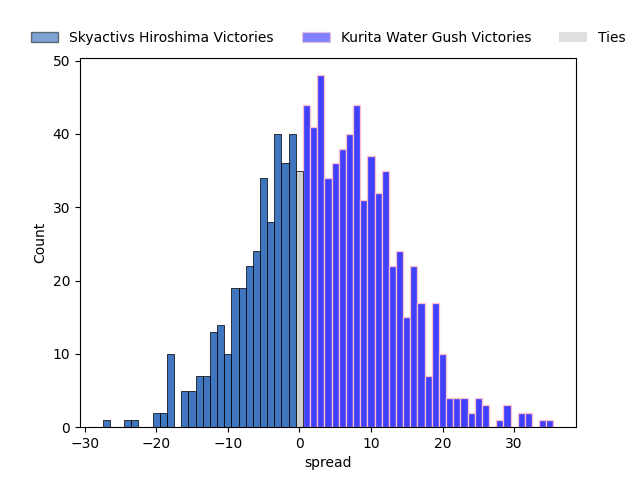 Skyactivs Hiroshima Victories Kurita Water Gush Victories Ties
50
40
30
20
10
0
Count
−30 −20 −10 0 10 20 30
spread